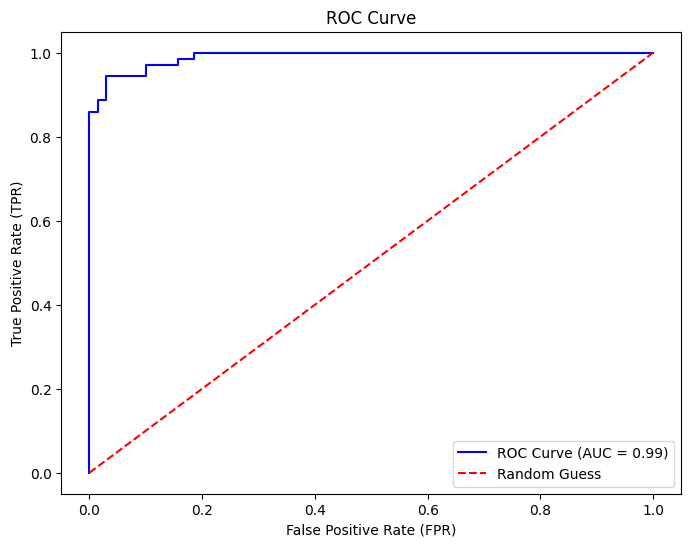 ROC Curve
1.0
0.8
0.6
0.4
0.2
0.0
True Positive Rate (TPR)
ROC Curve (AUC = 0.99)
Random Guess
0.0
0.2
0.4
0.6
0.8
1.0
False Positive Rate (FPR)